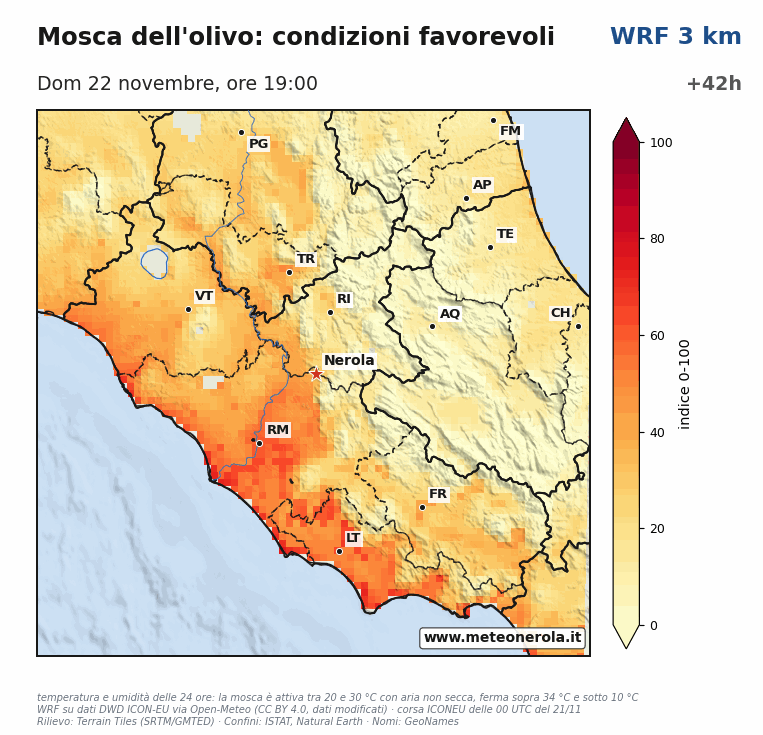 Mosca dell'olivo: condizioni favorevoli
WRF 3 km
Dom 22 novembre, ore 19:00
+42h
FM
PG
AP
TE
TR
VT
RI
AQ
CH
Nerola
RM
FR
LT
www.meteonerola.it
100
80
60
40
20
0
indice 0-100
temperatura e umidità delle 24 ore: la mosca è attiva tra 20 e 30 °C con aria non secca, ferma sopra 34 °C e sotto 10 °C
WRF su dati DWD ICON-EU via Open-Meteo (CC BY 4.0, dati modificati) · corsa ICONEU delle 00 UTC del 21/11
Rilievo: Terrain Tiles (SRTM/GMTED) · Confini: ISTAT, Natural Earth · Nomi: GeoNames